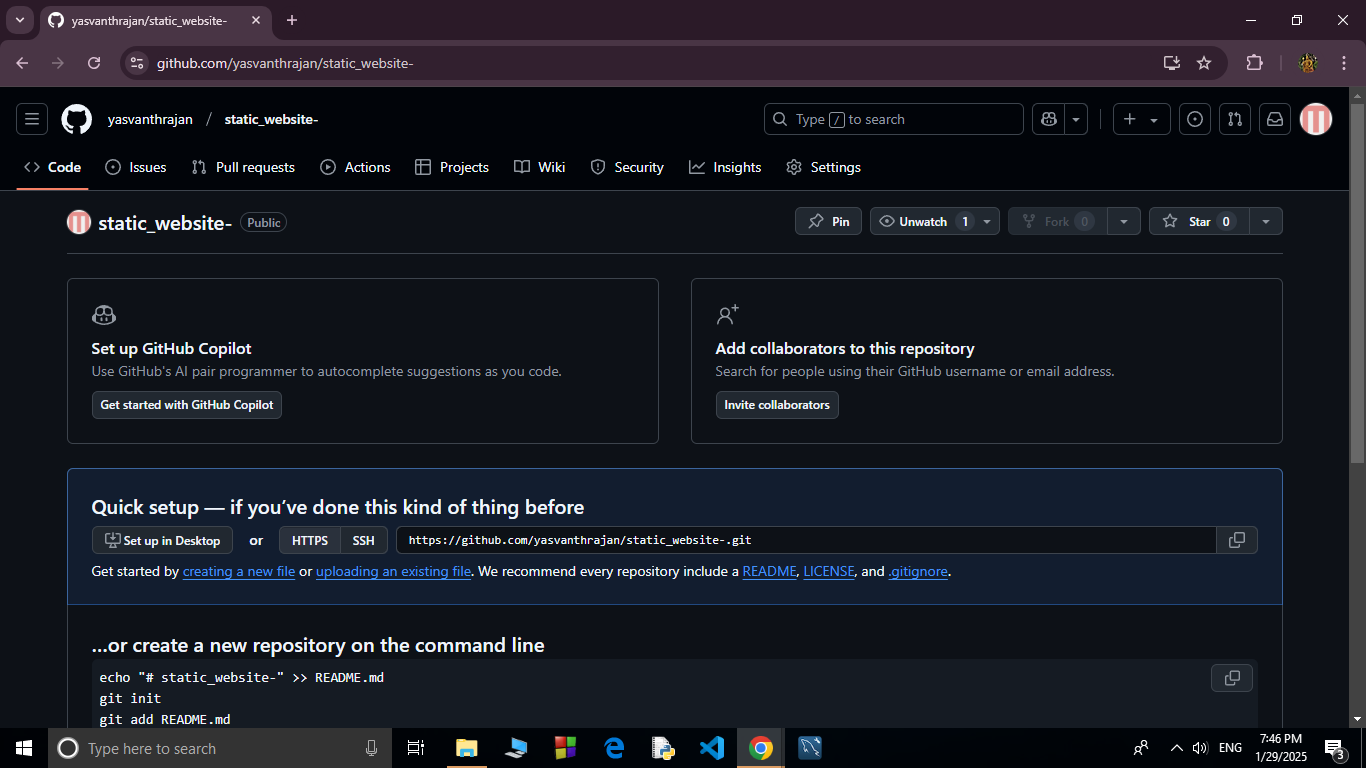 yasvanthrajan/static_website-
github.com/yasvanthrajan/static_website-
yasvanthrajan / static_website-
Type / to search
Code Issues Pull requests Actions Projects Wiki Security Insights Settings
static_website- Public
Pin Unwatch 1 Fork 0 Star 0
Set up GitHub Copilot
Use GitHub's AI pair programmer to autocomplete suggestions as you code.
Get started with GitHub Copilot
Add collaborators to this repository
Search for people using their GitHub username or email address.
Invite collaborators
Quick setup — if you’ve done this kind of thing before
Set up in Desktop or HTTPS SSH https://github.com/yasvanthrajan/static_website-.git
Get started by creating a new file or uploading an existing file. We recommend every repository include a README, LICENSE, and .gitignore.
…or create a new repository on the command line
echo "# static_website-" >> README.md
git init
git add README.md
Type here to search
ENG
7:46 PM
1/29/2025
3